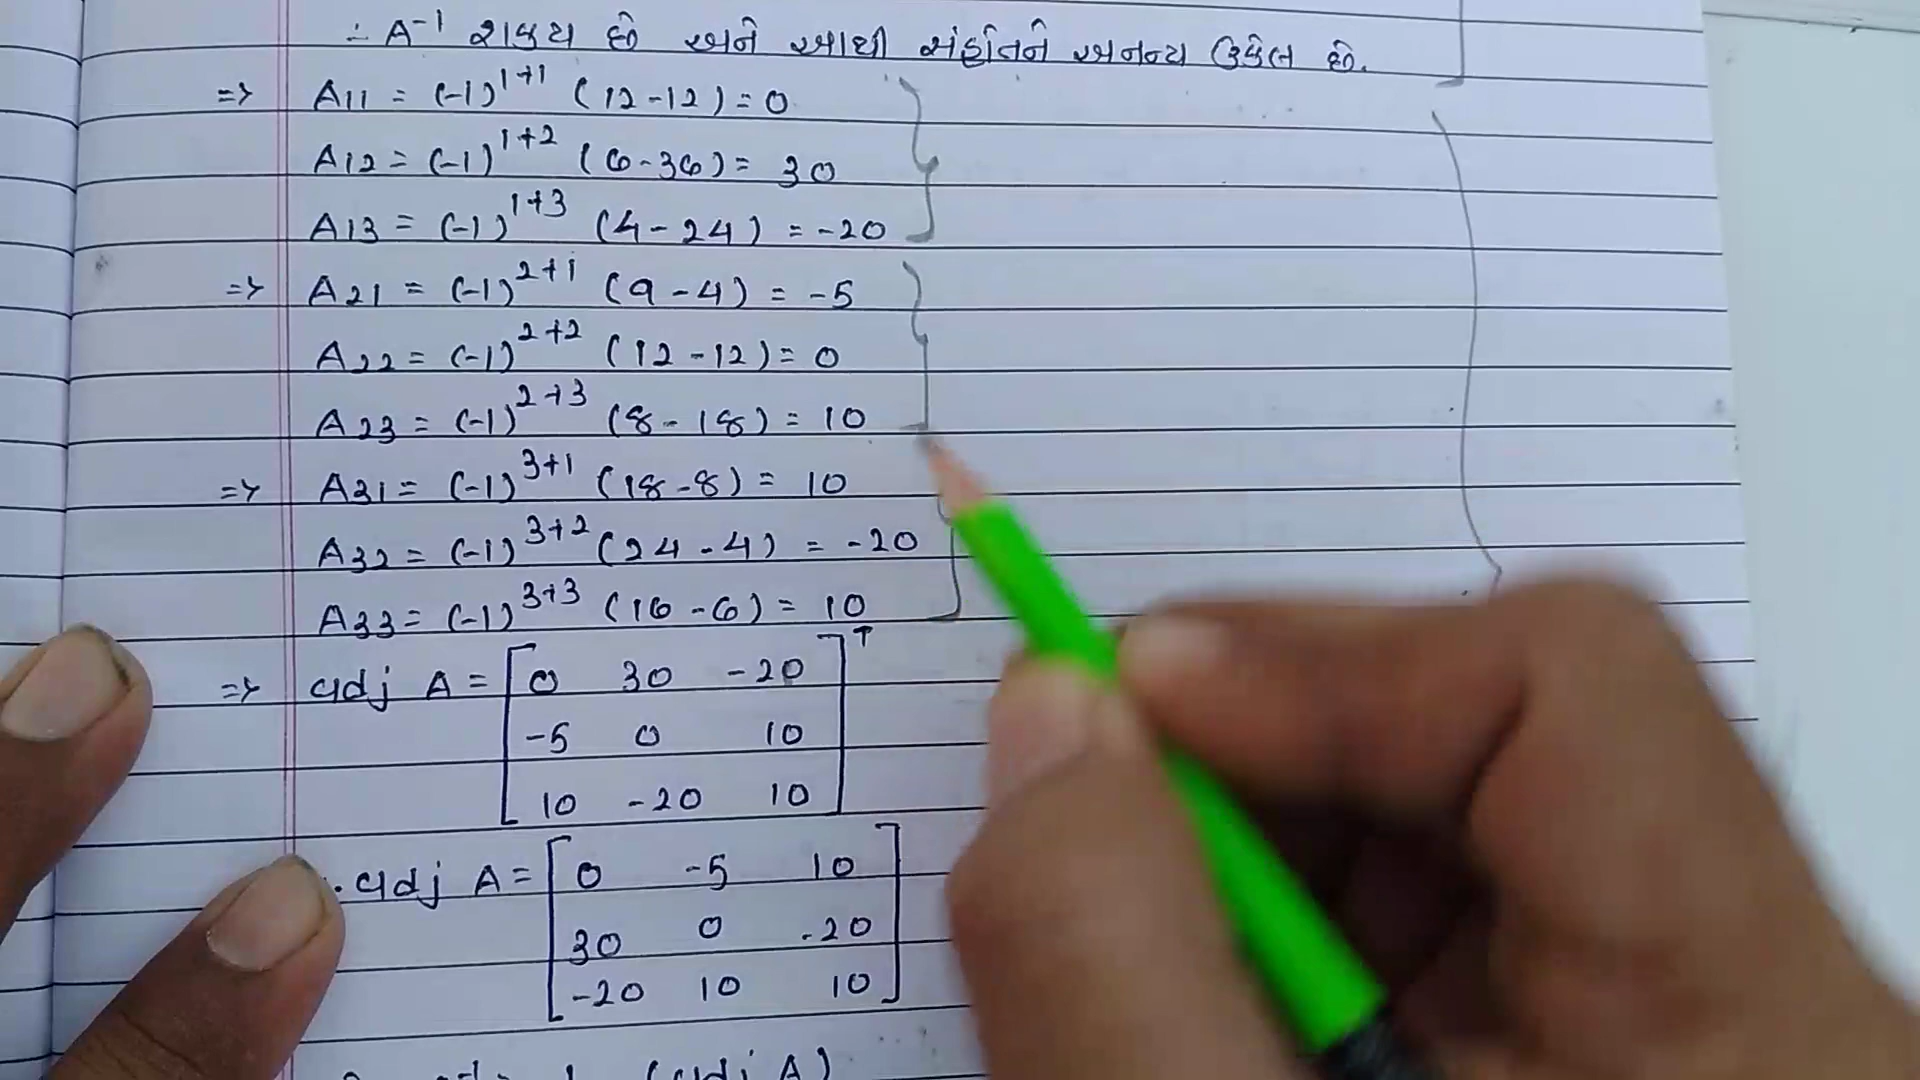 ∴ A⁻¹ શક્ય છે અને આથી સંહતિને અનન્ય ઉકેલ છે.
=> A11 = (-1)¹⁺¹ (12-12) = 0
A12 = (-1)¹⁺² (6-36) = 30
A13 = (-1)¹⁺³ (4-24) = -20
=> A21 = (-1)²⁺¹ (9-4) = -5
A22 = (-1)²⁺² (12-12) = 0
A23 = (-1)²⁺³ (8-18) = 10
=> A31 = (-1)³⁺¹ (18-8) = 10
A32 = (-1)³⁺² (24-4) = -20
A33 = (-1)³⁺³ (16-6) = 10
=> adj A = [0 30 -20]ᵀ
-5 0 10
10 -20 10
∴ adj A = [0 -5 10]
30 0 -20
-20 10 10
(adj A)